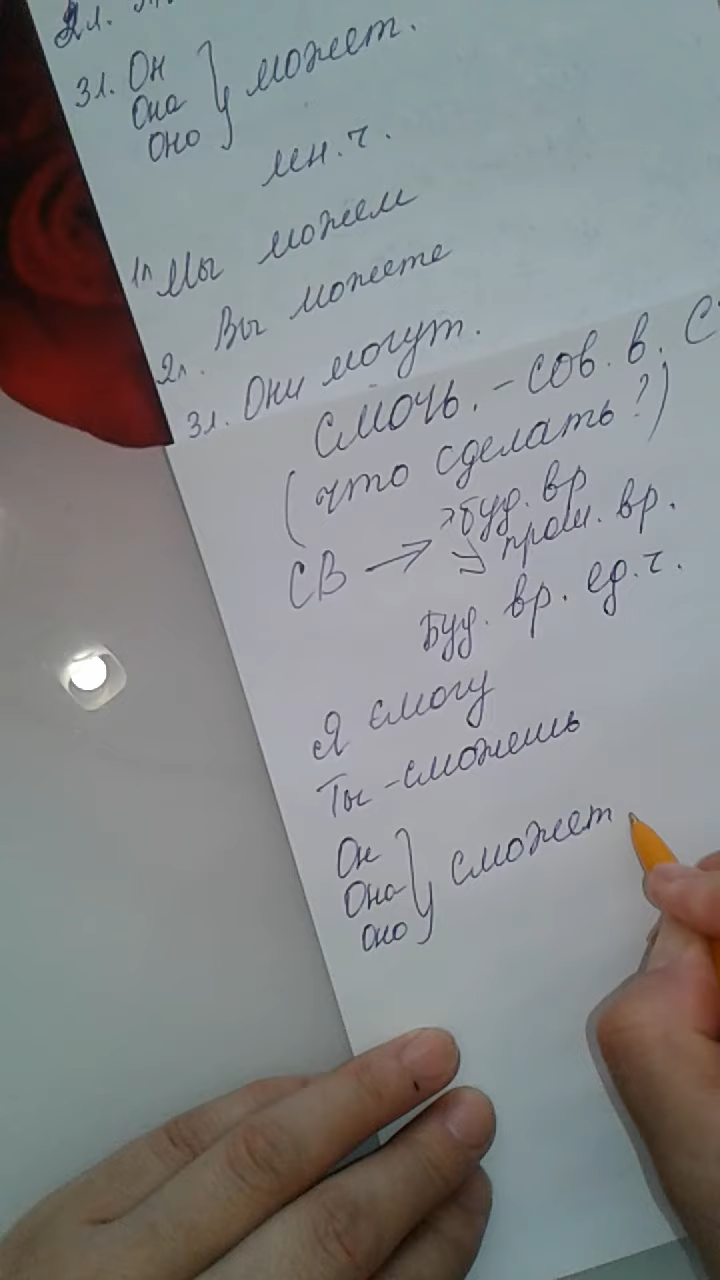 2л.
3л. Он
Она } может.
Оно
мн. ч.
1л Мы можем
2л. Вы можете
3л. Они могут.
смочь. – сов. в. С
(что сделать?)
СВ → буд. вр
прош. вр.
Буд. вр. ед. ч.
Я смогу
Ты – сможешь
Он
Она } сможет
Оно